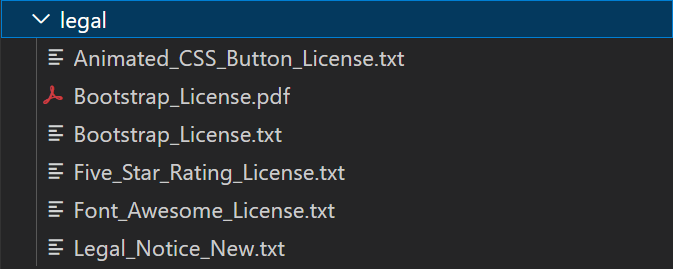 legal
Animated_CSS_Button_License.txt
Bootstrap_License.pdf
Bootstrap_License.txt
Five_Star_Rating_License.txt
Font_Awesome_License.txt
Legal_Notice_New.txt